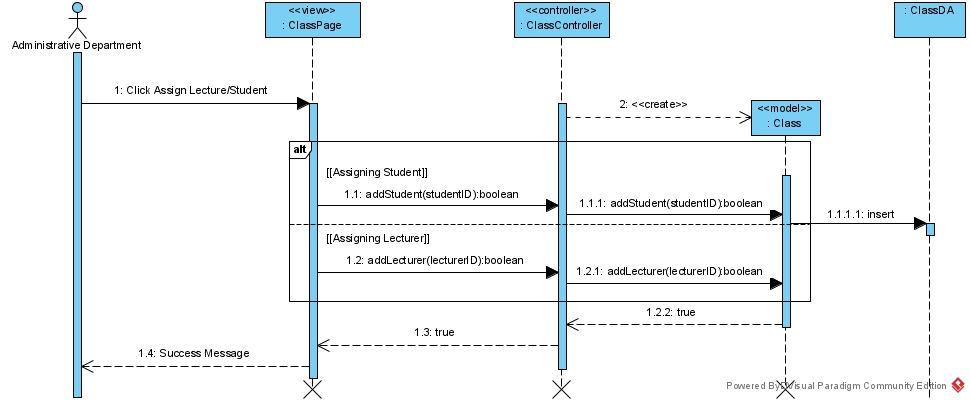 <<view>>
: ClassPage
<<controller>>
: ClassController
: ClassDA
Administrative Department
1: Click Assign Lecture/Student
2: <<create>>
<<model>>
: Class
alt
[[Assigning Student]]
1.1: addStudent(studentID):boolean
1.1.1: addStudent(studentID):boolean
1.1.1.1: insert
[[Assigning Lecturer]]
1.2: addLecturer(lecturerID):boolean
1.2.1: addLecturer(lecturerID):boolean
1.2.2: true
1.3: true
1.4: Success Message
Powered By Visual Paradigm Community Edition